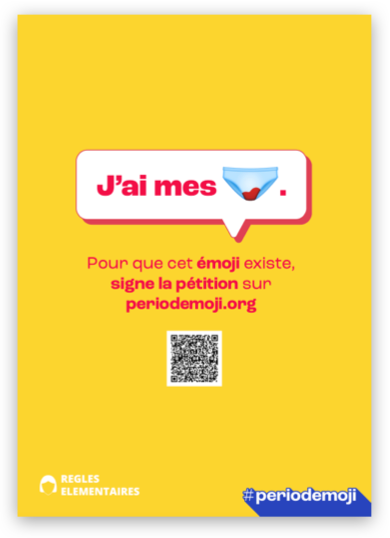 J'ai mes .
Pour que cet émoji existe,
signe la pétition sur
periodemoji.org
REGLES
ELEMENTAIRES
#periodemoji